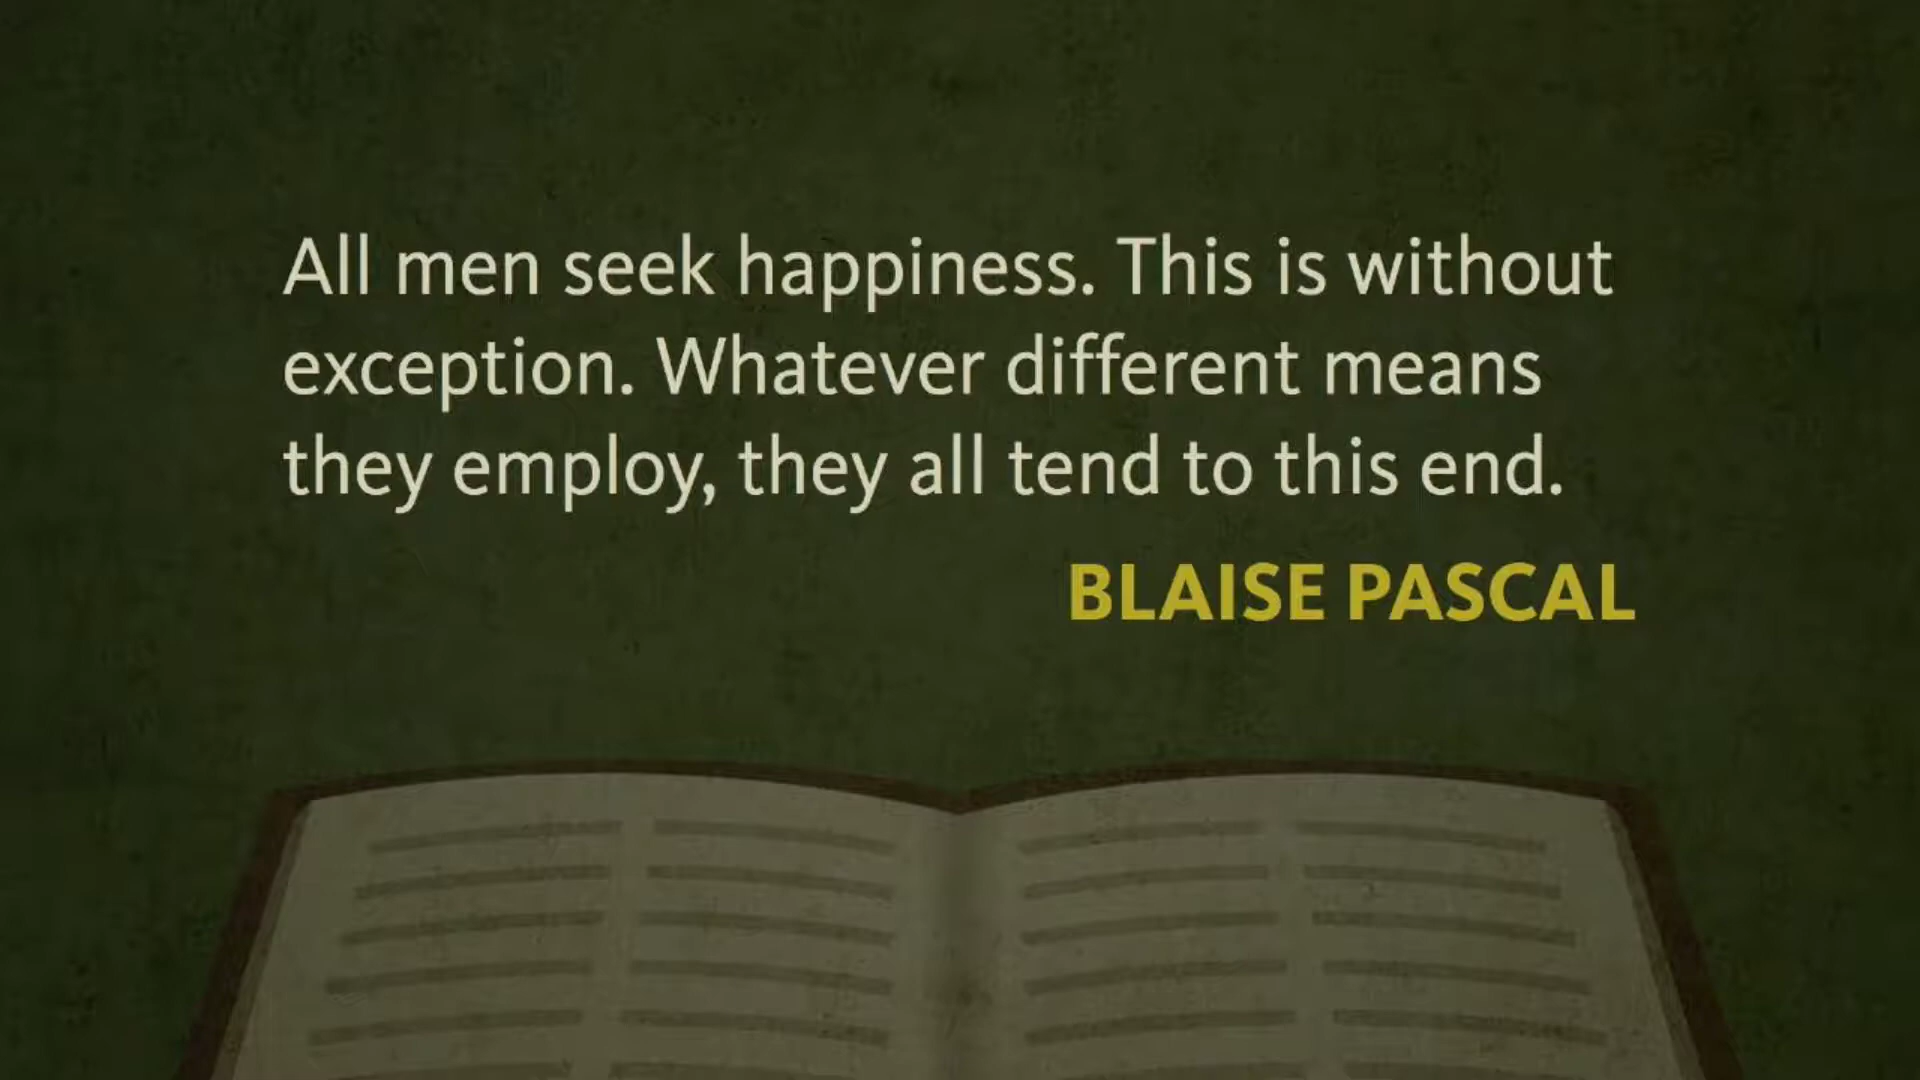 All men seek happiness. This is without
exception. Whatever different means
they employ, they all tend to this end.
BLAISE PASCAL